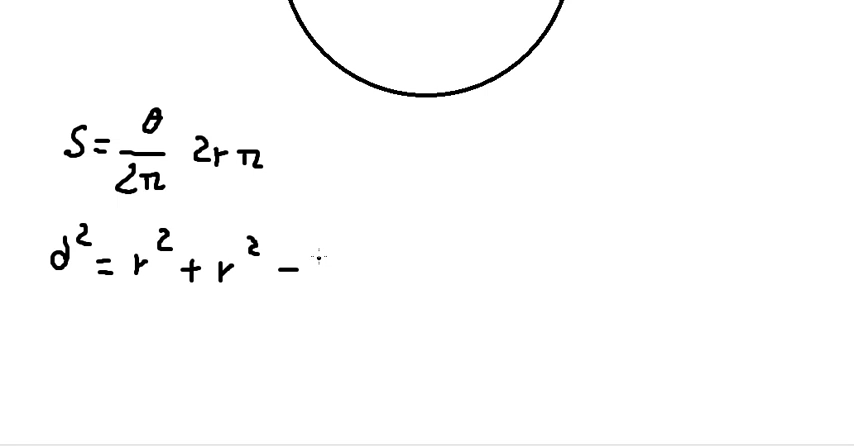 S = θ/2π 2rπ
d² = r² + r² −